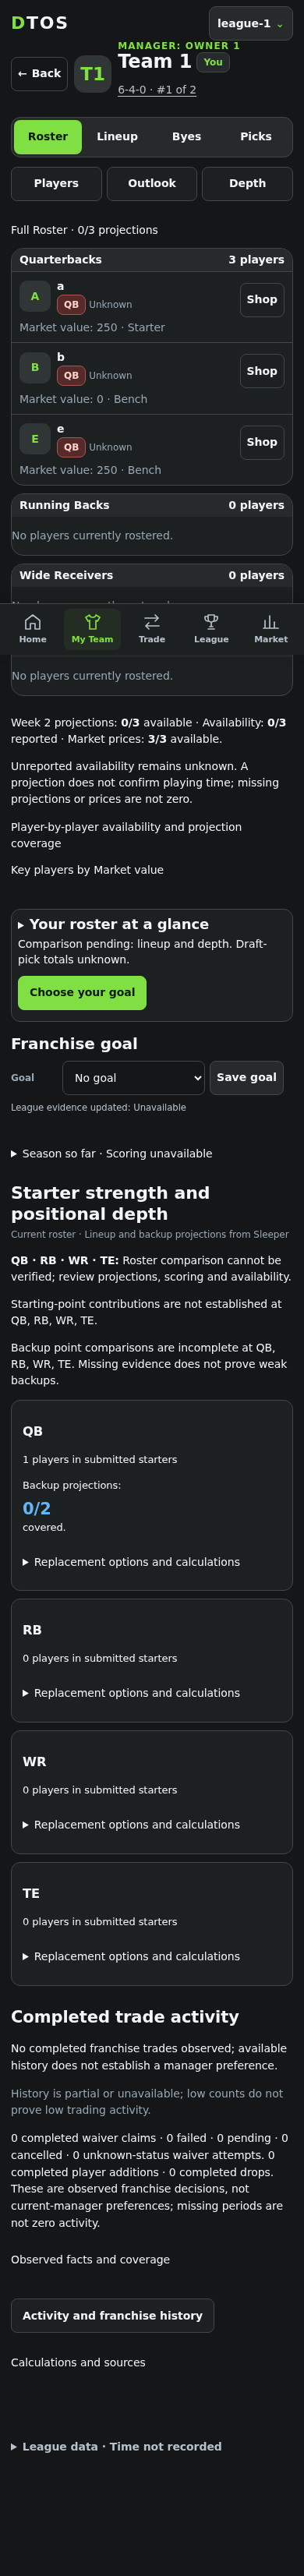 DTOS
league-1
MANAGER: OWNER 1
← Back
T1
Team 1
You
6-4-0 · #1 of 2
Roster
Lineup
Byes
Picks
Players
Outlook
Depth
Full Roster · 0/3 projections
Quarterbacks
3 players
A
a
QB
Unknown
Shop
Market value: 250 · Starter
B
b
QB
Unknown
Shop
Market value: 0 · Bench
E
e
QB
Unknown
Shop
Market value: 250 · Bench
Running Backs
0 players
No players currently rostered.
Wide Receivers
0 players
Home
My Team
Trade
League
Market
No players currently rostered.
Week 2 projections: 0/3 available · Availability: 0/3
reported · Market prices: 3/3 available.
Unreported availability remains unknown. A
projection does not confirm playing time; missing
projections or prices are not zero.
Player-by-player availability and projection
coverage
Key players by Market value
Your roster at a glance
Comparison pending: lineup and depth. Draft-
pick totals unknown.
Choose your goal
Franchise goal
Goal
No goal
Save goal
League evidence updated: Unavailable
Season so far · Scoring unavailable
Starter strength and
positional depth
Current roster · Lineup and backup projections from Sleeper
QB · RB · WR · TE: Roster comparison cannot be
verified; review projections, scoring and availability.
Starting-point contributions are not established at
QB, RB, WR, TE.
Backup point comparisons are incomplete at QB,
RB, WR, TE. Missing evidence does not prove weak
backups.
QB
1 players in submitted starters
Backup projections:
0/2
covered.
Replacement options and calculations
RB
0 players in submitted starters
Replacement options and calculations
WR
0 players in submitted starters
Replacement options and calculations
TE
0 players in submitted starters
Replacement options and calculations
Completed trade activity
No completed franchise trades observed; available
history does not establish a manager preference.
History is partial or unavailable; low counts do not
prove low trading activity.
0 completed waiver claims · 0 failed · 0 pending · 0
cancelled · 0 unknown-status waiver attempts. 0
completed player additions · 0 completed drops.
These are observed franchise decisions, not
current-manager preferences; missing periods are
not zero activity.
Observed facts and coverage
Activity and franchise history
Calculations and sources
League data · Time not recorded